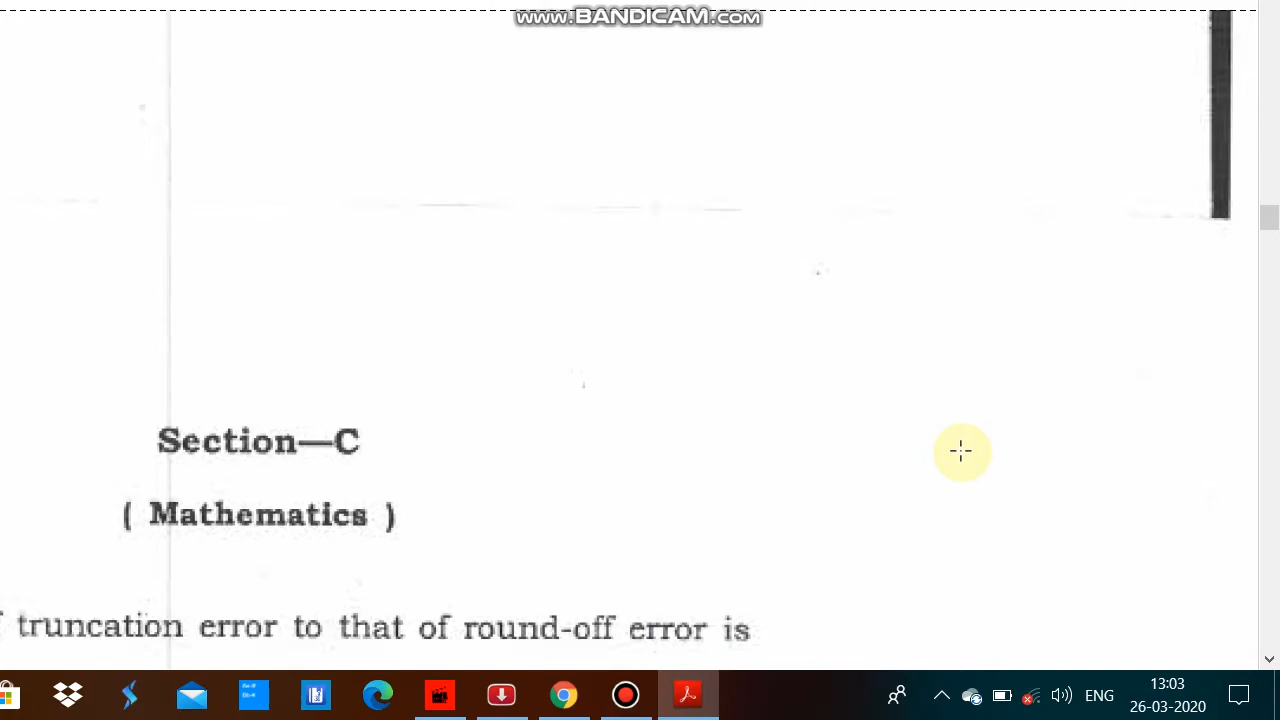 www.BANDICAM.com
Section—C
( Mathematics )
truncation error to that of round-off error is
ENG
13:03
26-03-2020